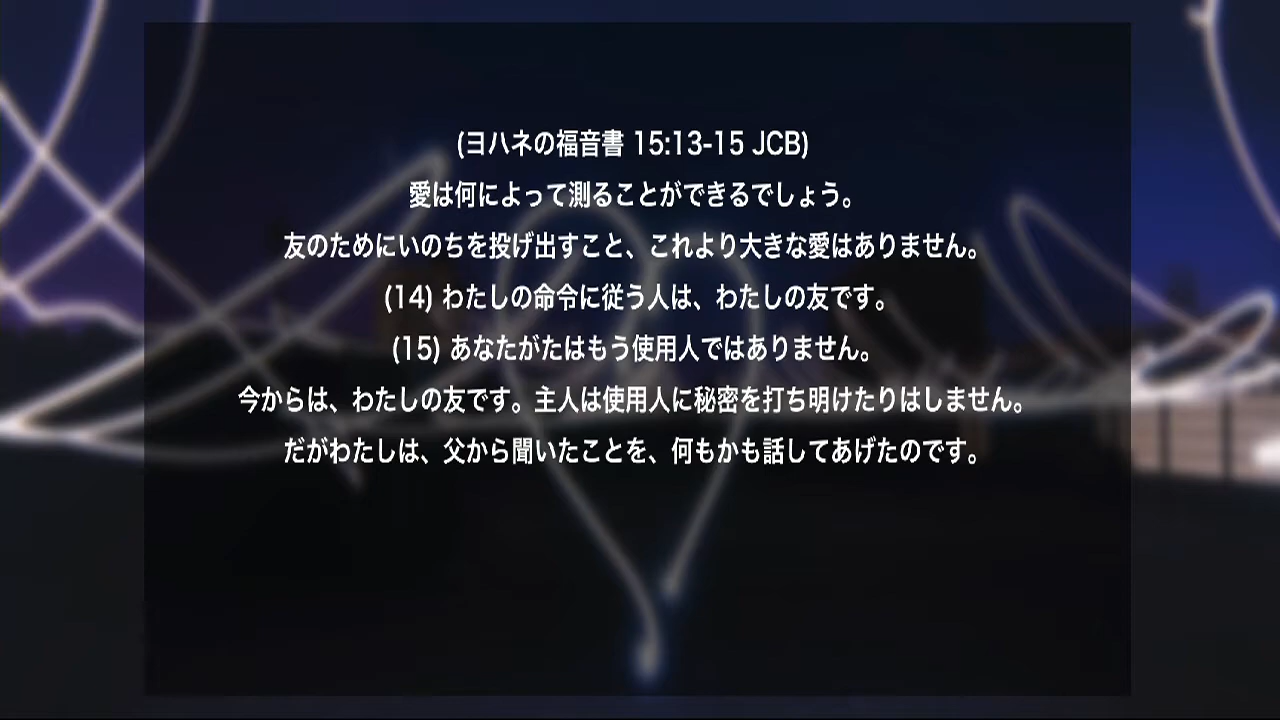 (ヨハネの福音書 15:13-15 JCB)
愛は何によって測ることができるでしょう。
友のためにいのちを投げ出すこと、これより大きな愛はありません。
(14) わたしの命令に従う人は、わたしの友です。
(15) あなたがたはもう使用人ではありません。
今からは、わたしの友です。主人は使用人に秘密を打ち明けたりはしません。
だがわたしは、父から聞いたことを、何もかも話してあげたのです。